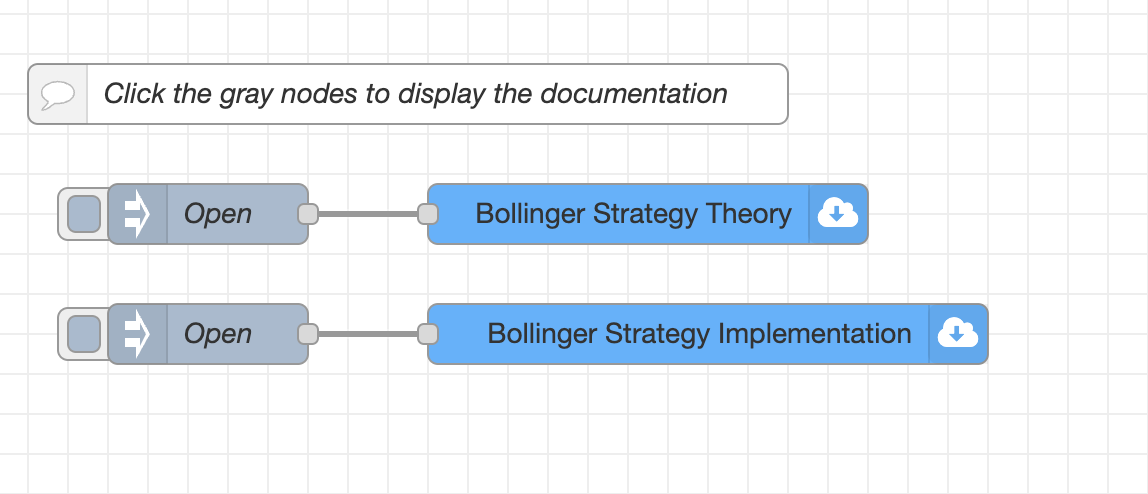 Click the gray nodes to display the documentation
Open
Bollinger Strategy Theory
Open
Bollinger Strategy Implementation